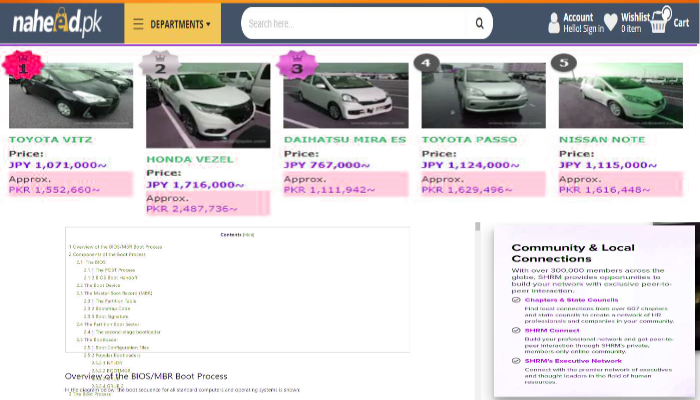 naheed.pk
DEPARTMENTS
Search here...
Account
Hello! Sign in
Wishlist
0 item
0
Cart
1
TOYOTA VITZ
Price:
JPY 1,071,000~
Approx.
PKR 1,552,660~
2
HONDA VEZEL
Price:
JPY 1,716,000~
Approx.
PKR 2,487,736~
3
DAIHATSU MIRA ES
Price:
JPY 767,000~
Approx.
PKR 1,111,942~
4
TOYOTA PASSO
Price:
JPY 1,124,000~
Approx.
PKR 1,629,496~
5
NISSAN NOTE
Price:
JPY 1,115,000~
Approx.
PKR 1,616,448~
Contents [hide]
1 Overview of the BIOS/MBR Boot Process
2 Components of the Boot Process
2.1 The BIOS
2.1.1 The POST Process
2.1.2 BIOS Boot Handoff
2.2 The Boot Device
2.3 The Master Boot Record (MBR)
2.3.1 The Partition Table
2.3.2 Bootstrap Code
2.3.3 Boot Signature
2.4 The Partition Boot Sector
2.4.1 The second stage bootloader
2.5 The Bootloader
2.5.1 Boot Configuration Files
2.5.2 Popular Bootloaders
3 The Boot Process
Overview of the BIOS/MBR Boot Process
In the diagram below, the boot sequence for all standard computers and operating systems is shown:
Community & Local
Connections
With over 300,000 members across the
globe, SHRM provides opportunities to
build your network with exclusive peer-to-
peer interaction.
Chapters & State Councils
Find local connections from over 607 chapters
and state councils to create a network of HR
professionals and companies in your community.
SHRM Connect
Build your professional network and get peer-to-
peer interaction through SHRM's private,
members-only online community.
SHRM's Executive Network
Connect with the premier network of executives
and thought leaders in the field of human
resources.